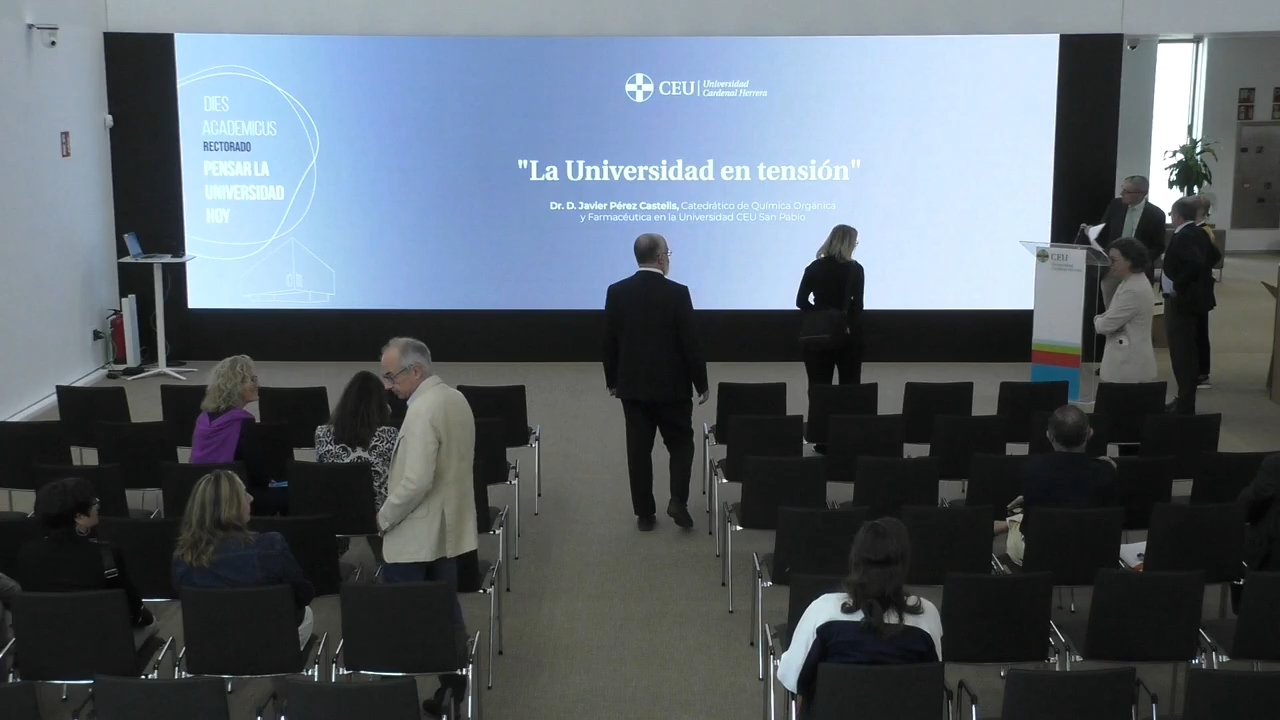 DIES
ACADEMICUS
RECTORADO
PENSAR LA
UNIVERSIDAD
HOY
CEU | Universidad
Cardenal Herrera
"La Universidad en tensión"
Dr. D. Javier Pérez Castells, Catedrático de Química Orgánica
y Farmacéutica en la Universidad CEU San Pablo
CEU